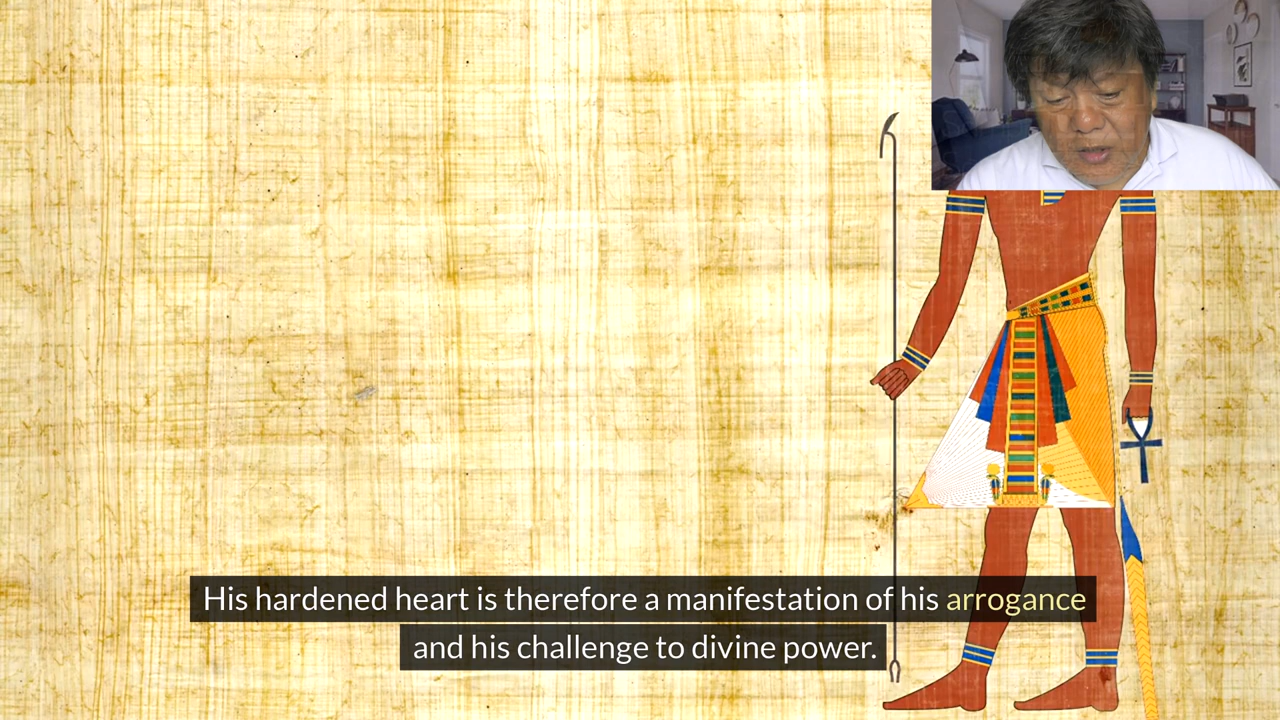 His hardened heart is therefore a manifestation of his arrogance
and his challenge to divine power.